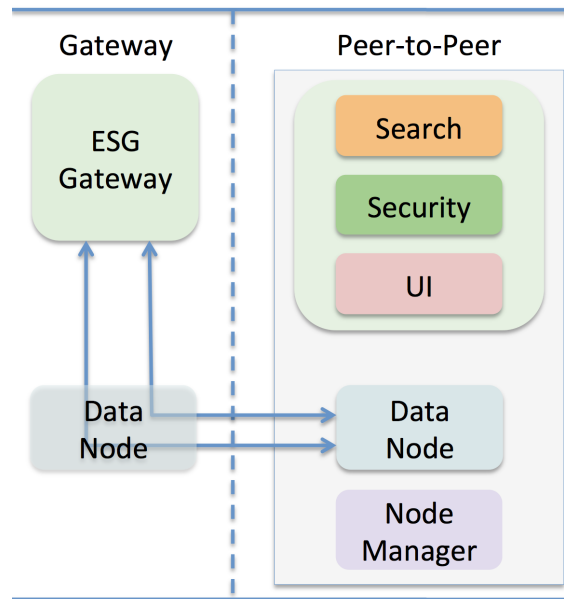 Gateway
Peer-to-Peer
ESG
Gateway
Search
Security
UI
Data
Node
Data
Node
Node
Manager